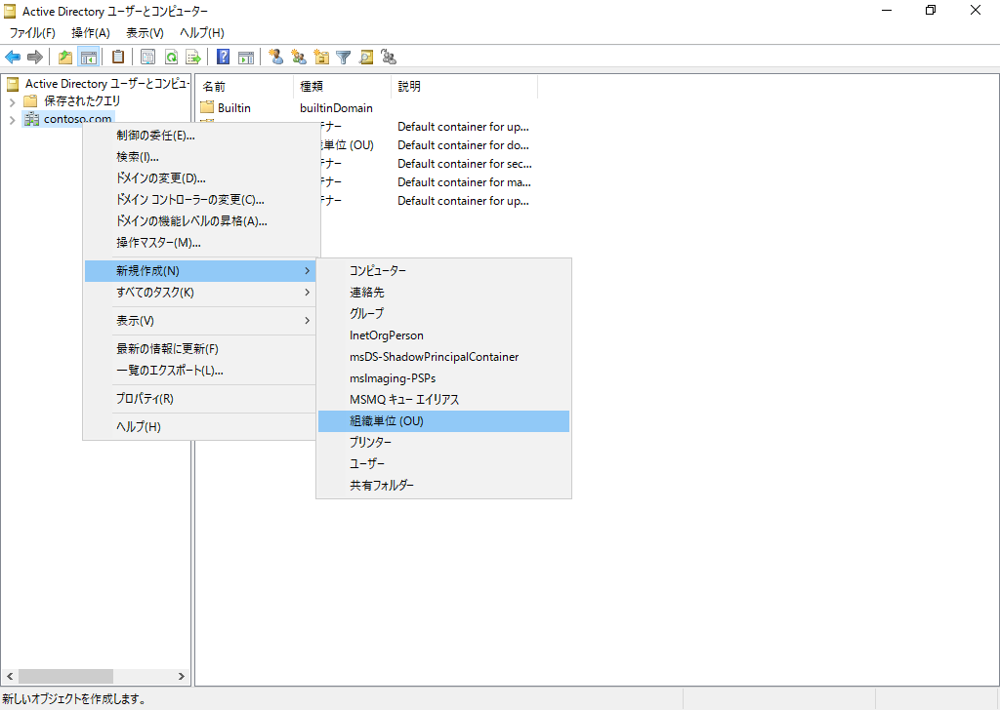 Active Directory ユーザーとコンピューター
ファイル(F) 操作(A) 表示(V) ヘルプ(H)
Active Directory ユーザーとコンピュ
保存されたクエリ
contoso.com
名前 種類 説明
Builtin builtinDomain
テナー Default container for up...
単位 (OU) Default container for do...
テナー Default container for sec...
テナー Default container for ma...
テナー Default container for up...
制御の委任(E)...
検索(I)...
ドメインの変更(D)...
ドメイン コントローラーの変更(C)...
ドメインの機能レベルの昇格(A)...
操作マスター(M)...
新規作成(N)
すべてのタスク(K)
表示(V)
最新の情報に更新(F)
一覧のエクスポート(L)...
プロパティ(R)
ヘルプ(H)
コンピューター
連絡先
グループ
InetOrgPerson
msDS-ShadowPrincipalContainer
msImaging-PSPs
MSMQ キュー エイリアス
組織単位 (OU)
プリンター
ユーザー
共有フォルダー
新しいオブジェクトを作成します。